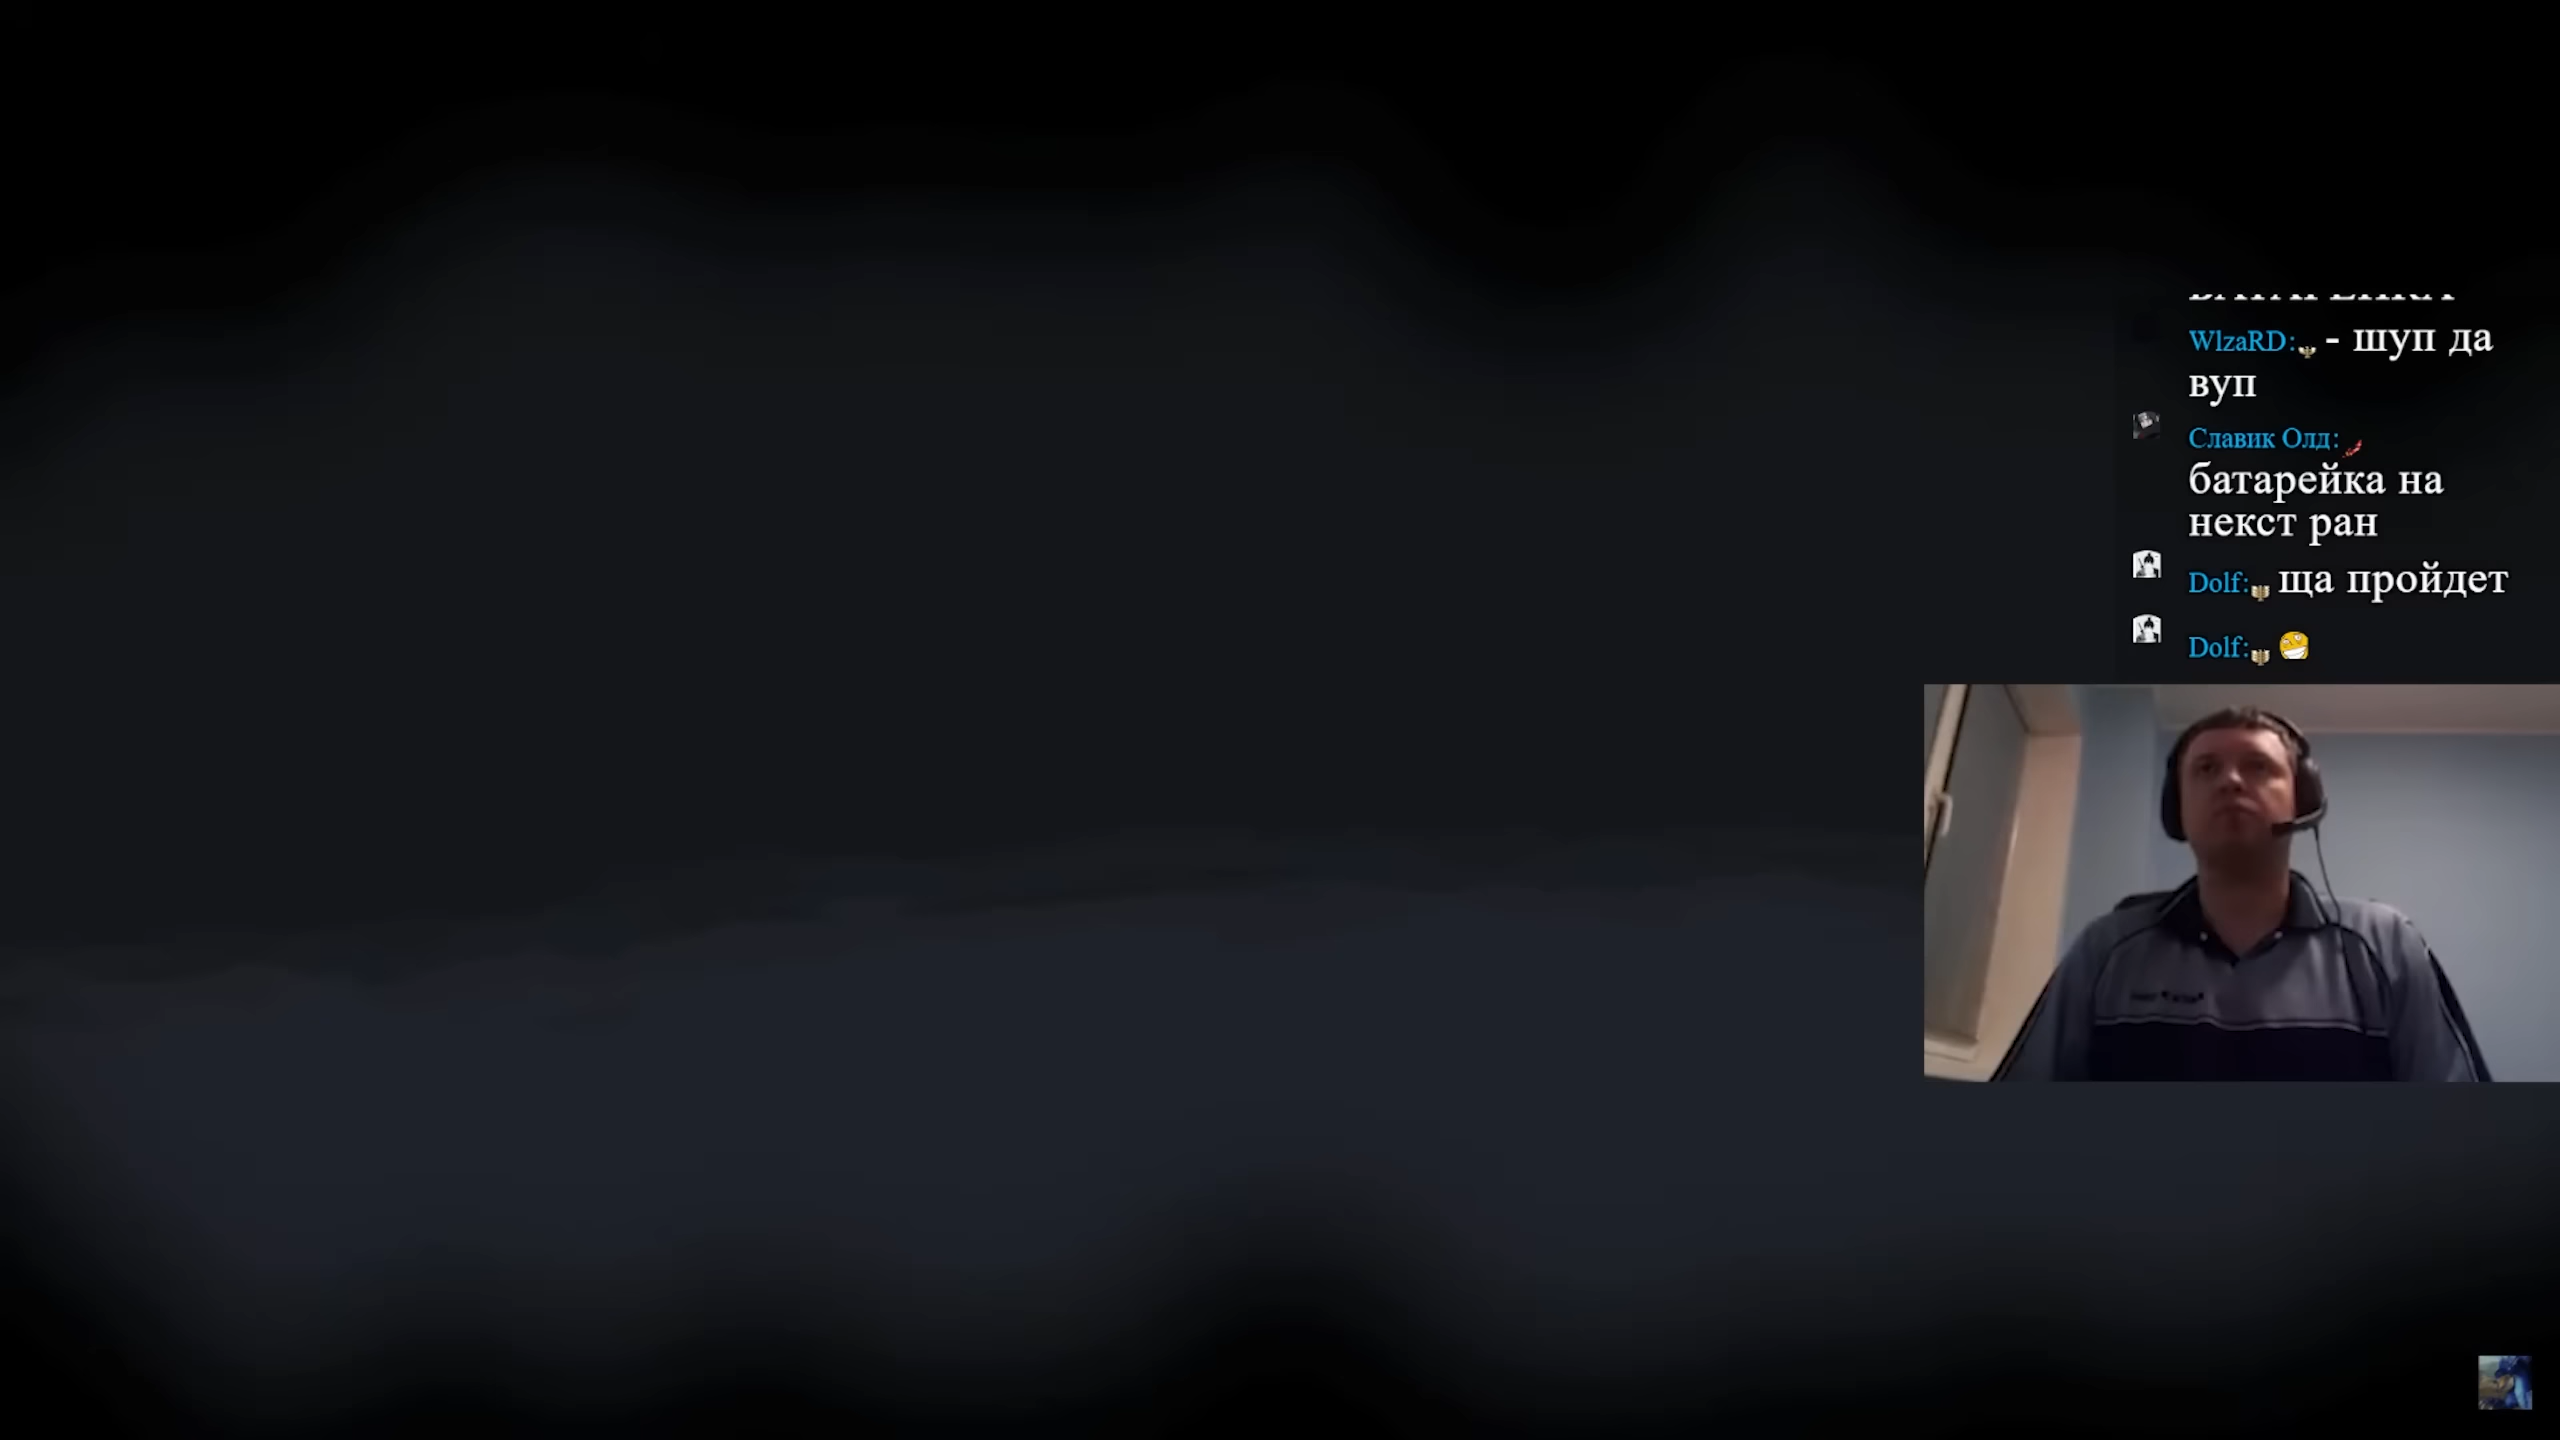 WlzaRD: - шуп да
вуп
Славик Олд:
батарейка на
некст ран
Dolf: ща пройдет
Dolf: